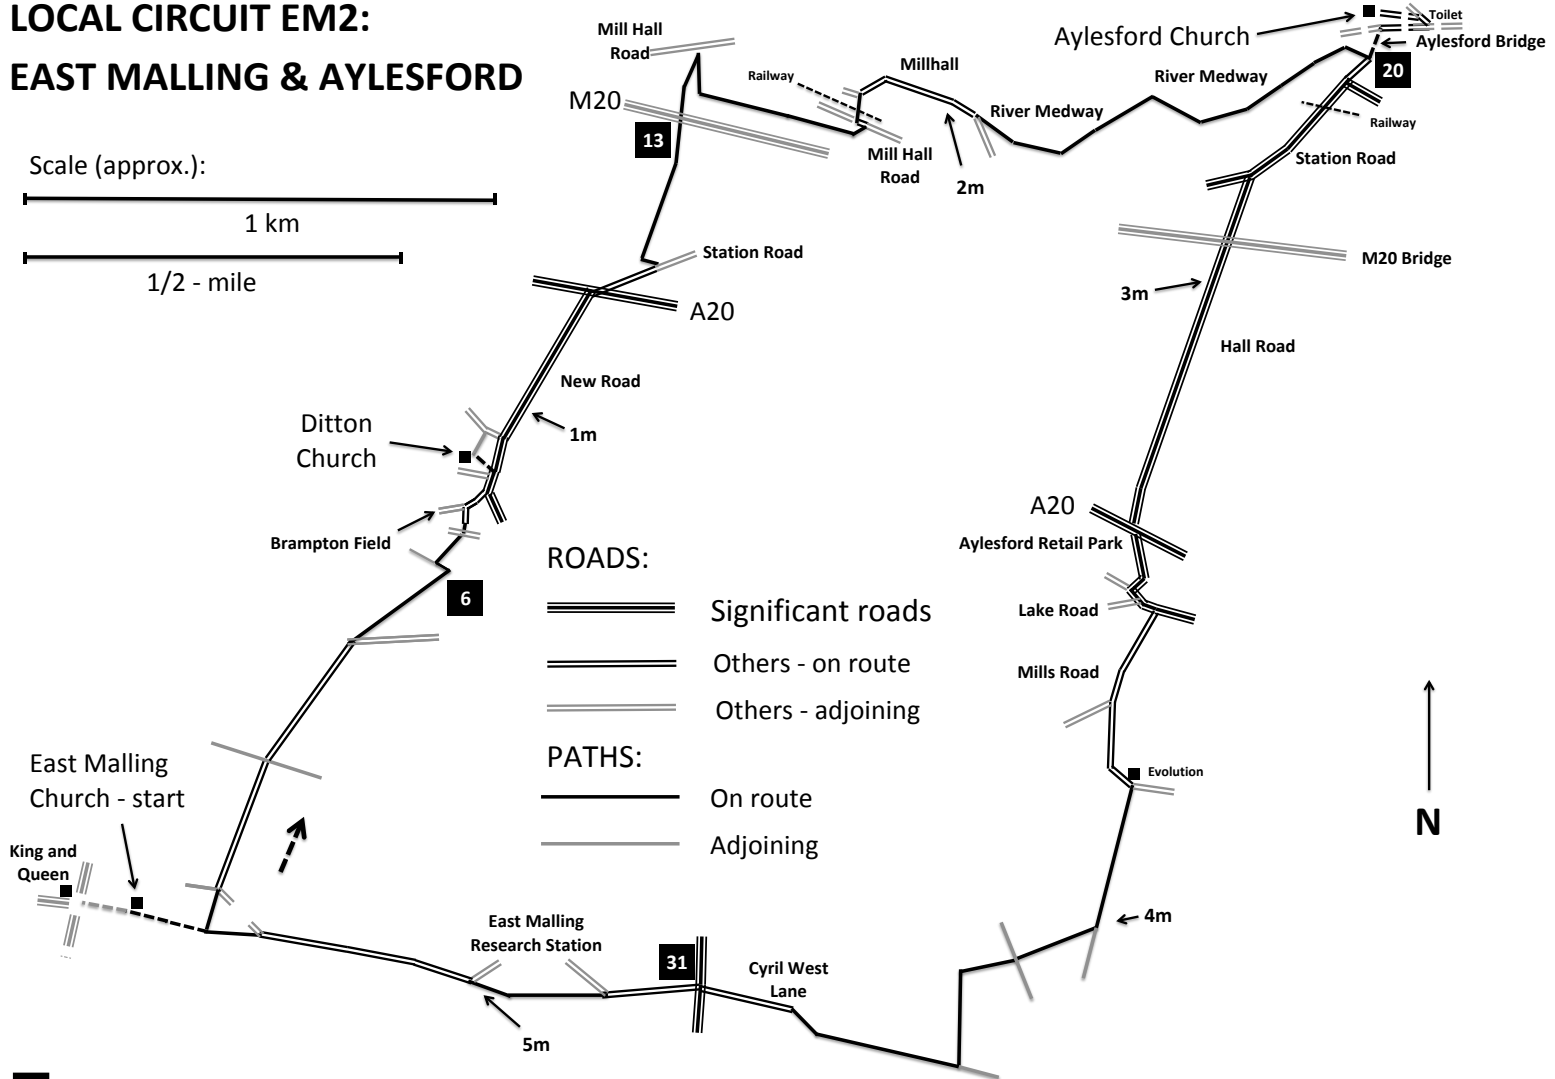 LOCAL CIRCUIT EM2:
EAST MALLING & AYLESFORD
Scale (approx.):
1 km
1/2 - mile
Mill Hall
Road
M20
13
Railway
Millhall
Mill Hall
Road
2m
River Medway
River Medway
Aylesford Church
Toilet
Aylesford Bridge
20
Railway
Station Road
M20 Bridge
3m
Hall Road
Station Road
A20
New Road
1m
Ditton
Church
Brampton Field
6
A20
Aylesford Retail Park
Lake Road
Mills Road
Evolution
ROADS:
Significant roads
Others - on route
Others - adjoining
PATHS:
On route
Adjoining
N
East Malling
Church - start
King and
Queen
East Malling
Research Station
31
Cyril West
Lane
4m
5m